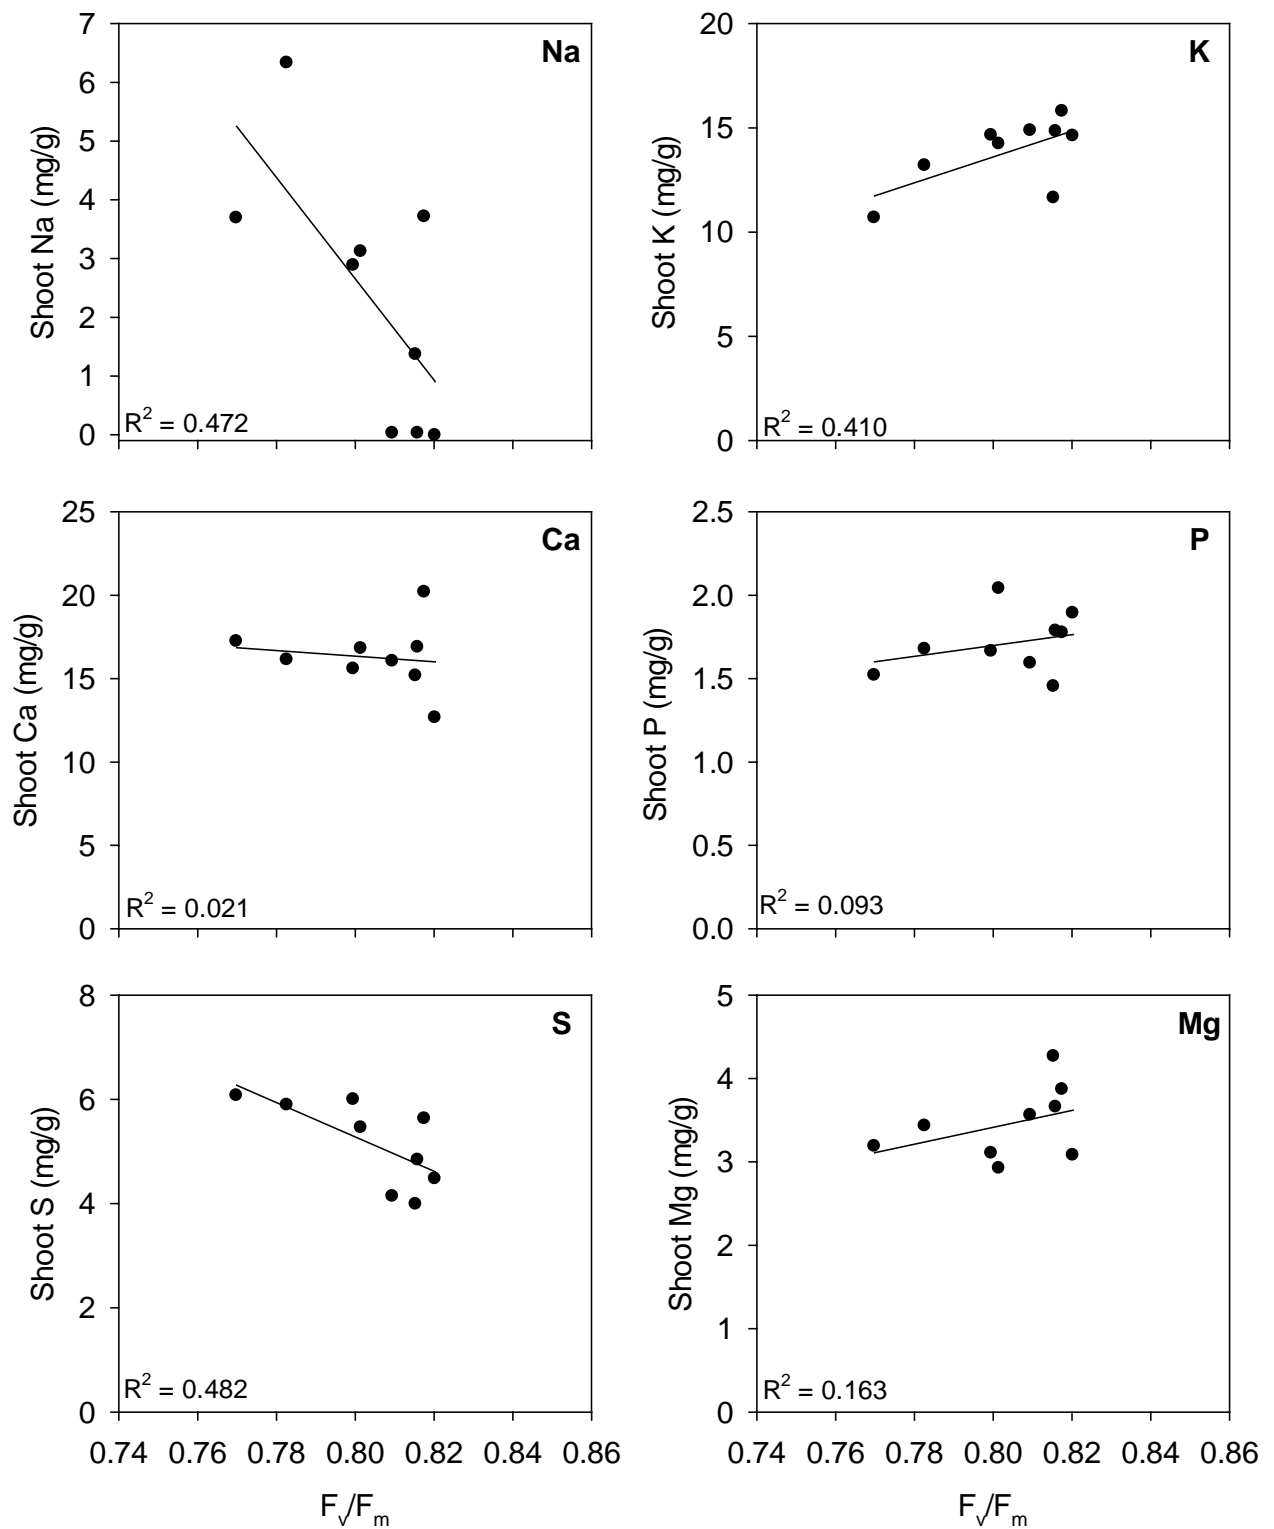 7
6
5
4
3
2
1
0
Shoot Na (mg/g)
Na
R² = 0.472
20
15
10
5
0
Shoot K (mg/g)
K
R² = 0.410
25
20
15
10
5
0
Shoot Ca (mg/g)
Ca
R² = 0.021
2.5
2.0
1.5
1.0
0.5
0.0
Shoot P (mg/g)
P
R² = 0.093
8
6
4
2
0
Shoot S (mg/g)
S
R² = 0.482
0.74 0.76 0.78 0.80 0.82 0.84 0.86
Fv/Fm
5
4
3
2
1
0
Shoot Mg (mg/g)
Mg
R² = 0.163
0.74 0.76 0.78 0.80 0.82 0.84 0.86
Fv/Fm